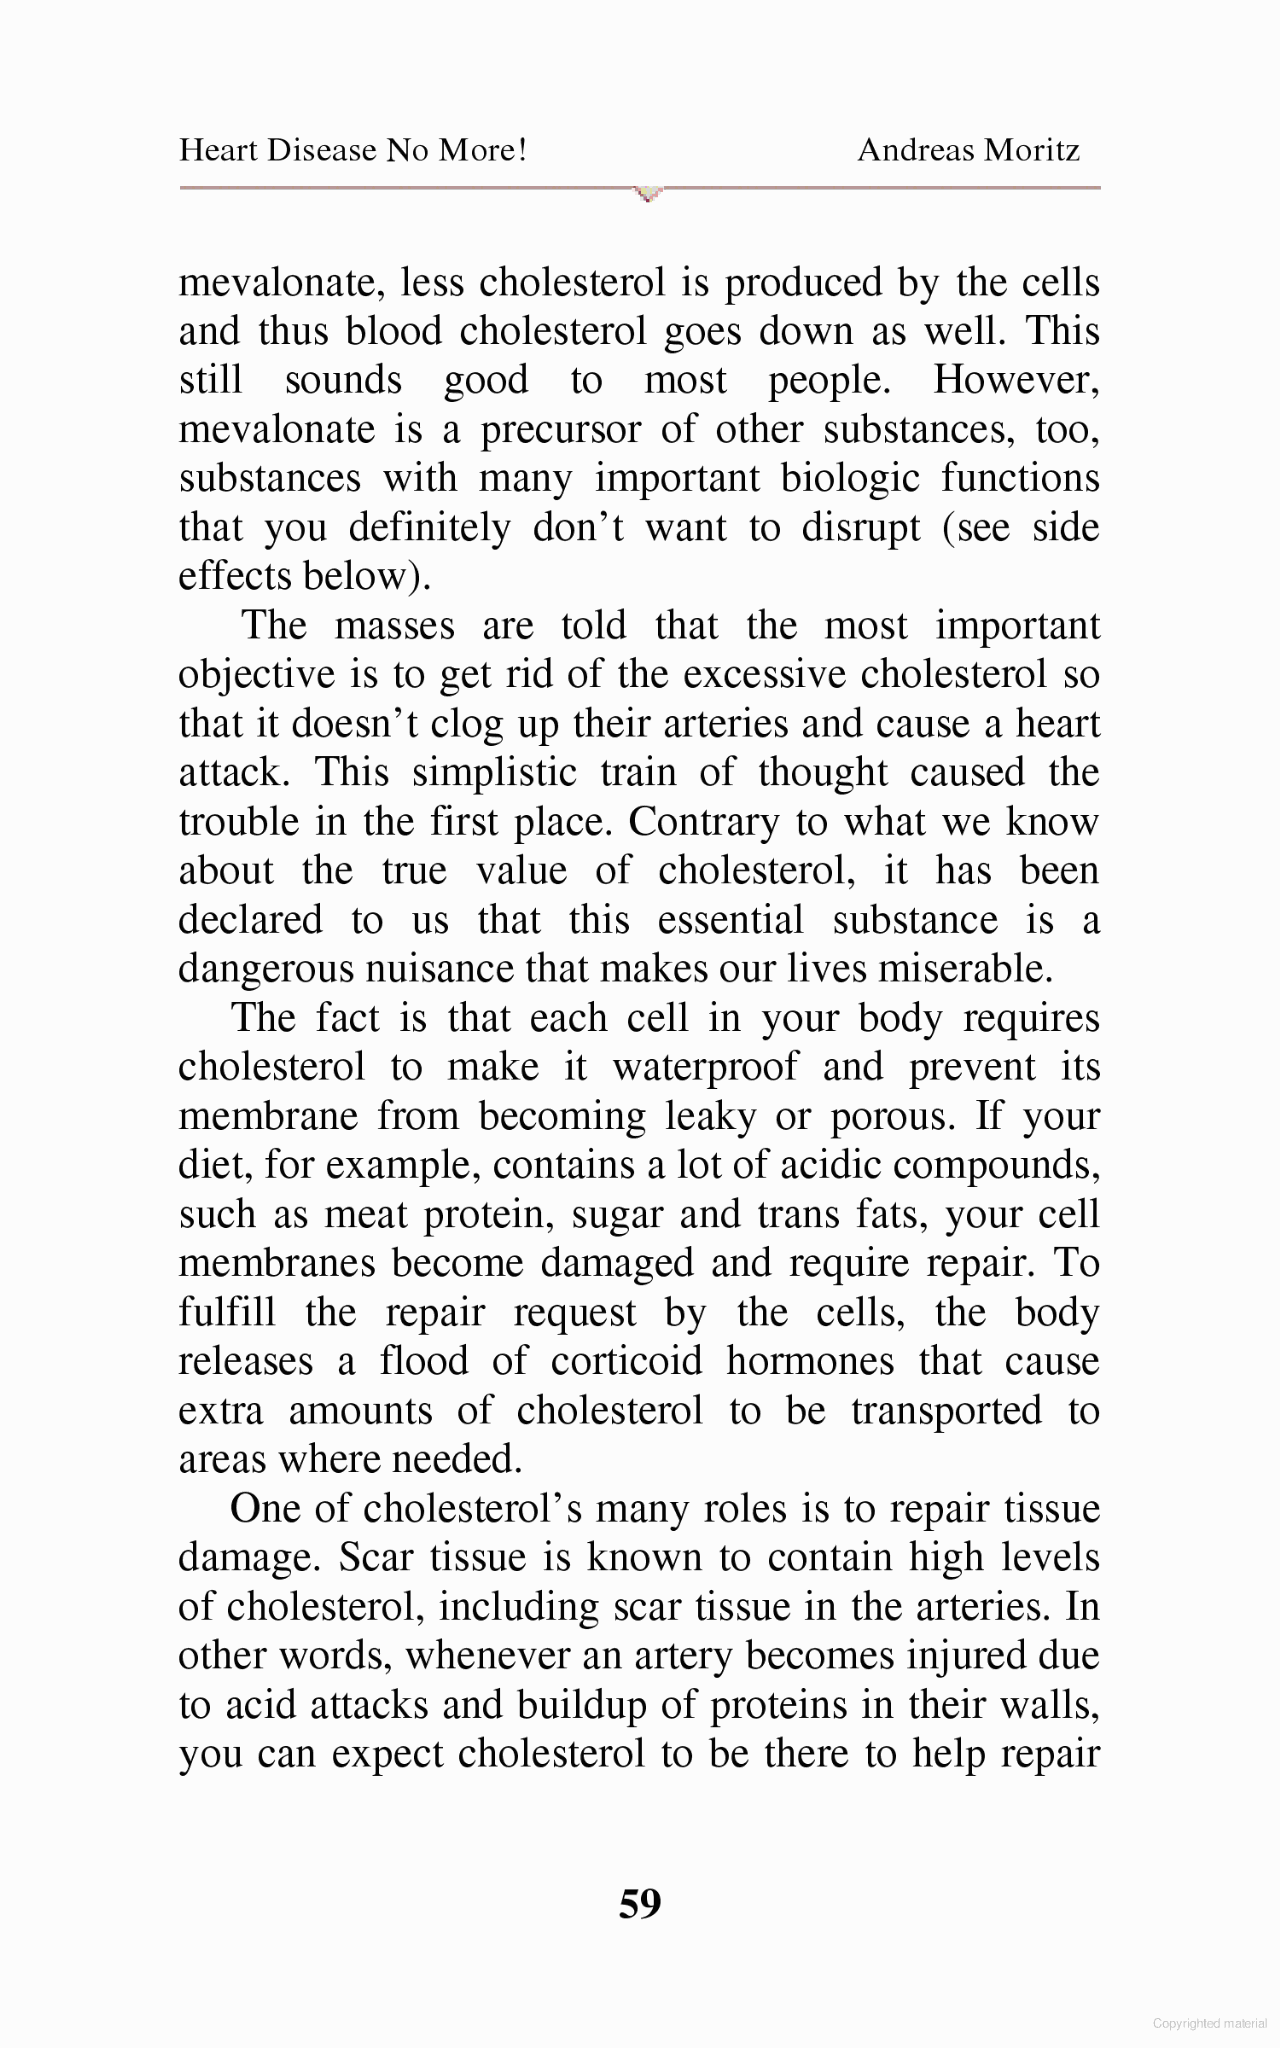 Heart Disease No More! Andreas Moritz
mevalonate, less cholesterol is produced by the cells
and thus blood cholesterol goes down as well. This
still sounds good to most people. However,
mevalonate is a precursor of other substances, too,
substances with many important biologic functions
that you definitely don’t want to disrupt (see side
effects below).
The masses are told that the most important
objective is to get rid of the excessive cholesterol so
that it doesn’t clog up their arteries and cause a heart
attack. This simplistic train of thought caused the
trouble in the first place. Contrary to what we know
about the true value of cholesterol, it has been
declared to us that this essential substance is a
dangerous nuisance that makes our lives miserable.
The fact is that each cell in your body requires
cholesterol to make it waterproof and prevent its
membrane from becoming leaky or porous. If your
diet, for example, contains a lot of acidic compounds,
such as meat protein, sugar and trans fats, your cell
membranes become damaged and require repair. To
fulfill the repair request by the cells, the body
releases a flood of corticoid hormones that cause
extra amounts of cholesterol to be transported to
areas where needed.
One of cholesterol’s many roles is to repair tissue
damage. Scar tissue is known to contain high levels
of cholesterol, including scar tissue in the arteries. In
other words, whenever an artery becomes injured due
to acid attacks and buildup of proteins in their walls,
you can expect cholesterol to be there to help repair
59
Copyrighted material